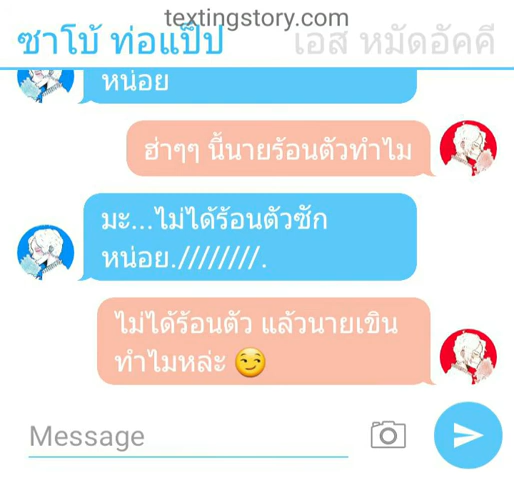 textingstory.com
ซาโบ้ ท่อแป็ป
เอส หมัดอัคคี
หน่อย
ฮ่าๆๆ นี้นายร้อนตัวทำไม
มะ...ไม่ได้ร้อนตัวซัก
หน่อย.////////.
ไม่ได้ร้อนตัว แล้วนายเขิน
ทำไมหล่ะ 😏
Message